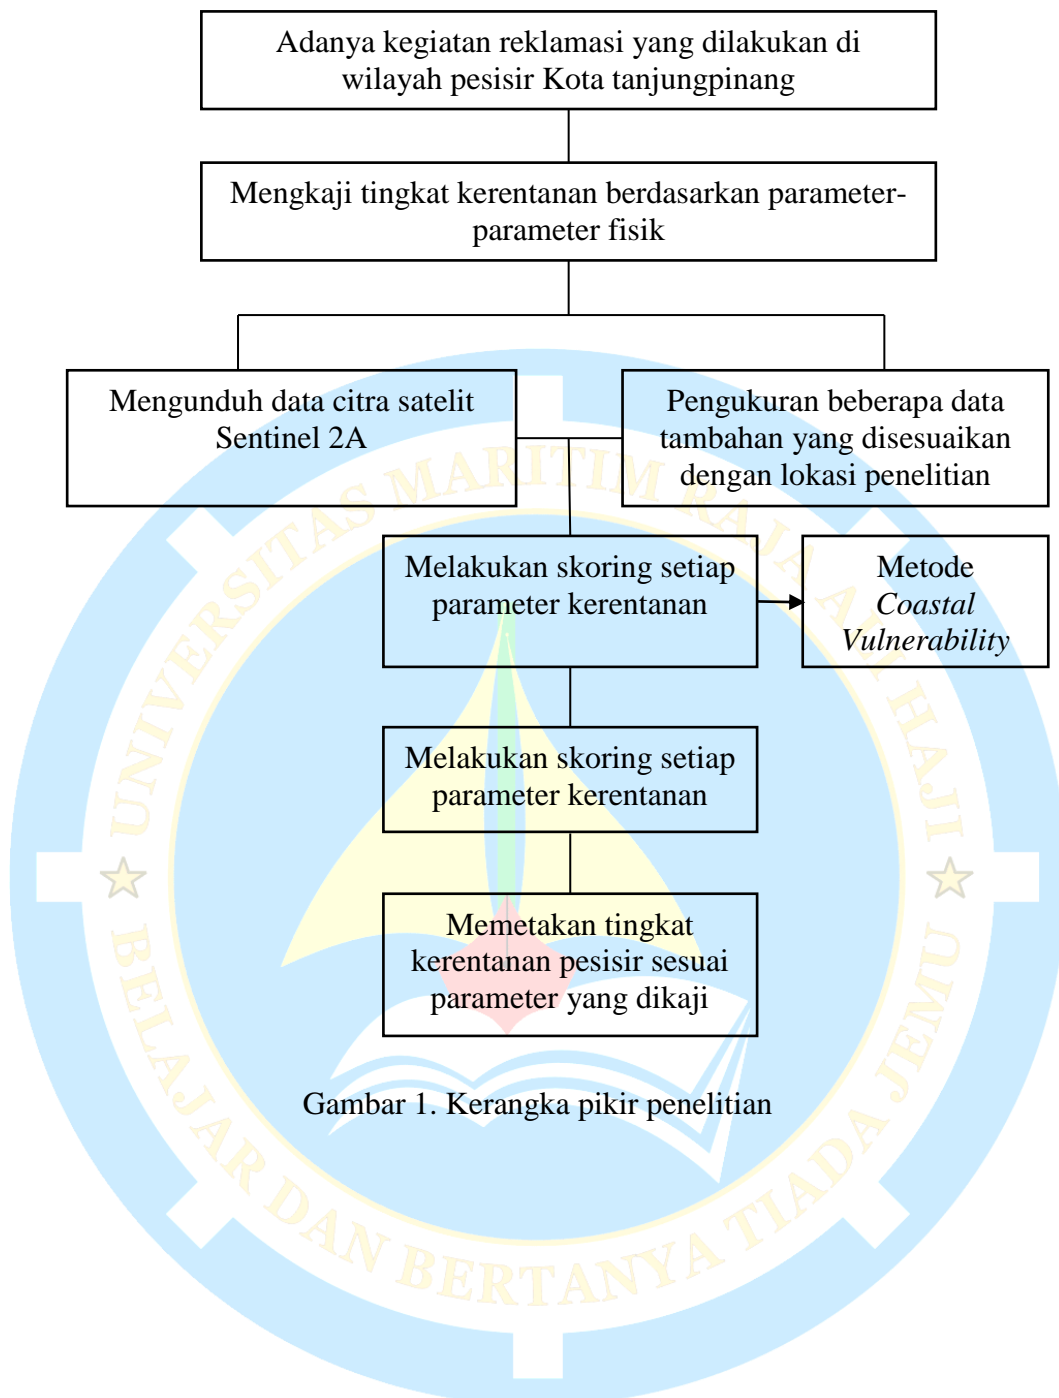 Adanya kegiatan reklamasi yang dilakukan di
wilayah pesisir Kota tanjungpinang
Mengkaji tingkat kerentanan berdasarkan parameter-
parameter fisik
Mengunduh data citra satelit
Sentinel 2A
Pengukuran beberapa data
tambahan yang disesuaikan
dengan lokasi penelitian
Melakukan skoring setiap
parameter kerentanan
Metode
Coastal
Vulnerability
Melakukan skoring setiap
parameter kerentanan
Memetakan tingkat
kerentanan pesisir sesuai
parameter yang dikaji
Gambar 1. Kerangka pikir penelitian
UNIVERSITAS MARITIM RAJA ALI HAJI
BELAJAR DAN BERTANYA TIADA JEMU